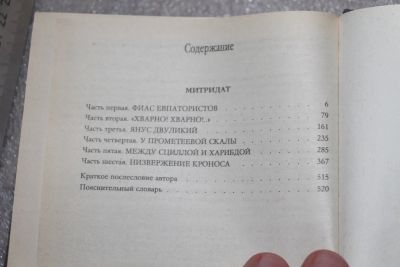 Содержание
МИТРИДАТ
Часть первая. ФИАС ЕВПАТОРИСТОВ . . . . . . . . . . . 6
Часть вторая. «ХВАРНО! ХВАРНО!..» . . . . . . . . . . . 79
Часть третья. ЯНУС ДВУЛИКИЙ . . . . . . . . . . . 161
Часть четвертая. У ПРОМЕТЕЕВОЙ СКАЛЫ . . . . . . . . 235
Часть пятая. МЕЖДУ СЦИЛЛОЙ И ХАРИБДОЙ . . . . . . 285
Часть шестая. НИЗВЕРЖЕНИЕ КРОНОСА . . . . . . . . 367
Краткое послесловие автора . . . . . . . . . . . 515
Пояснительный словарь . . . . . . . . . . . 520